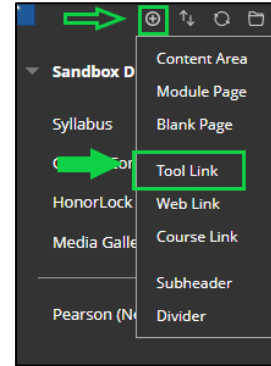 Sandbox D
Syllabus
HonorLock
Media Galle
Pearson (Ne
Content Area
Module Page
Blank Page
Tool Link
Web Link
Course Link
Subheader
Divider